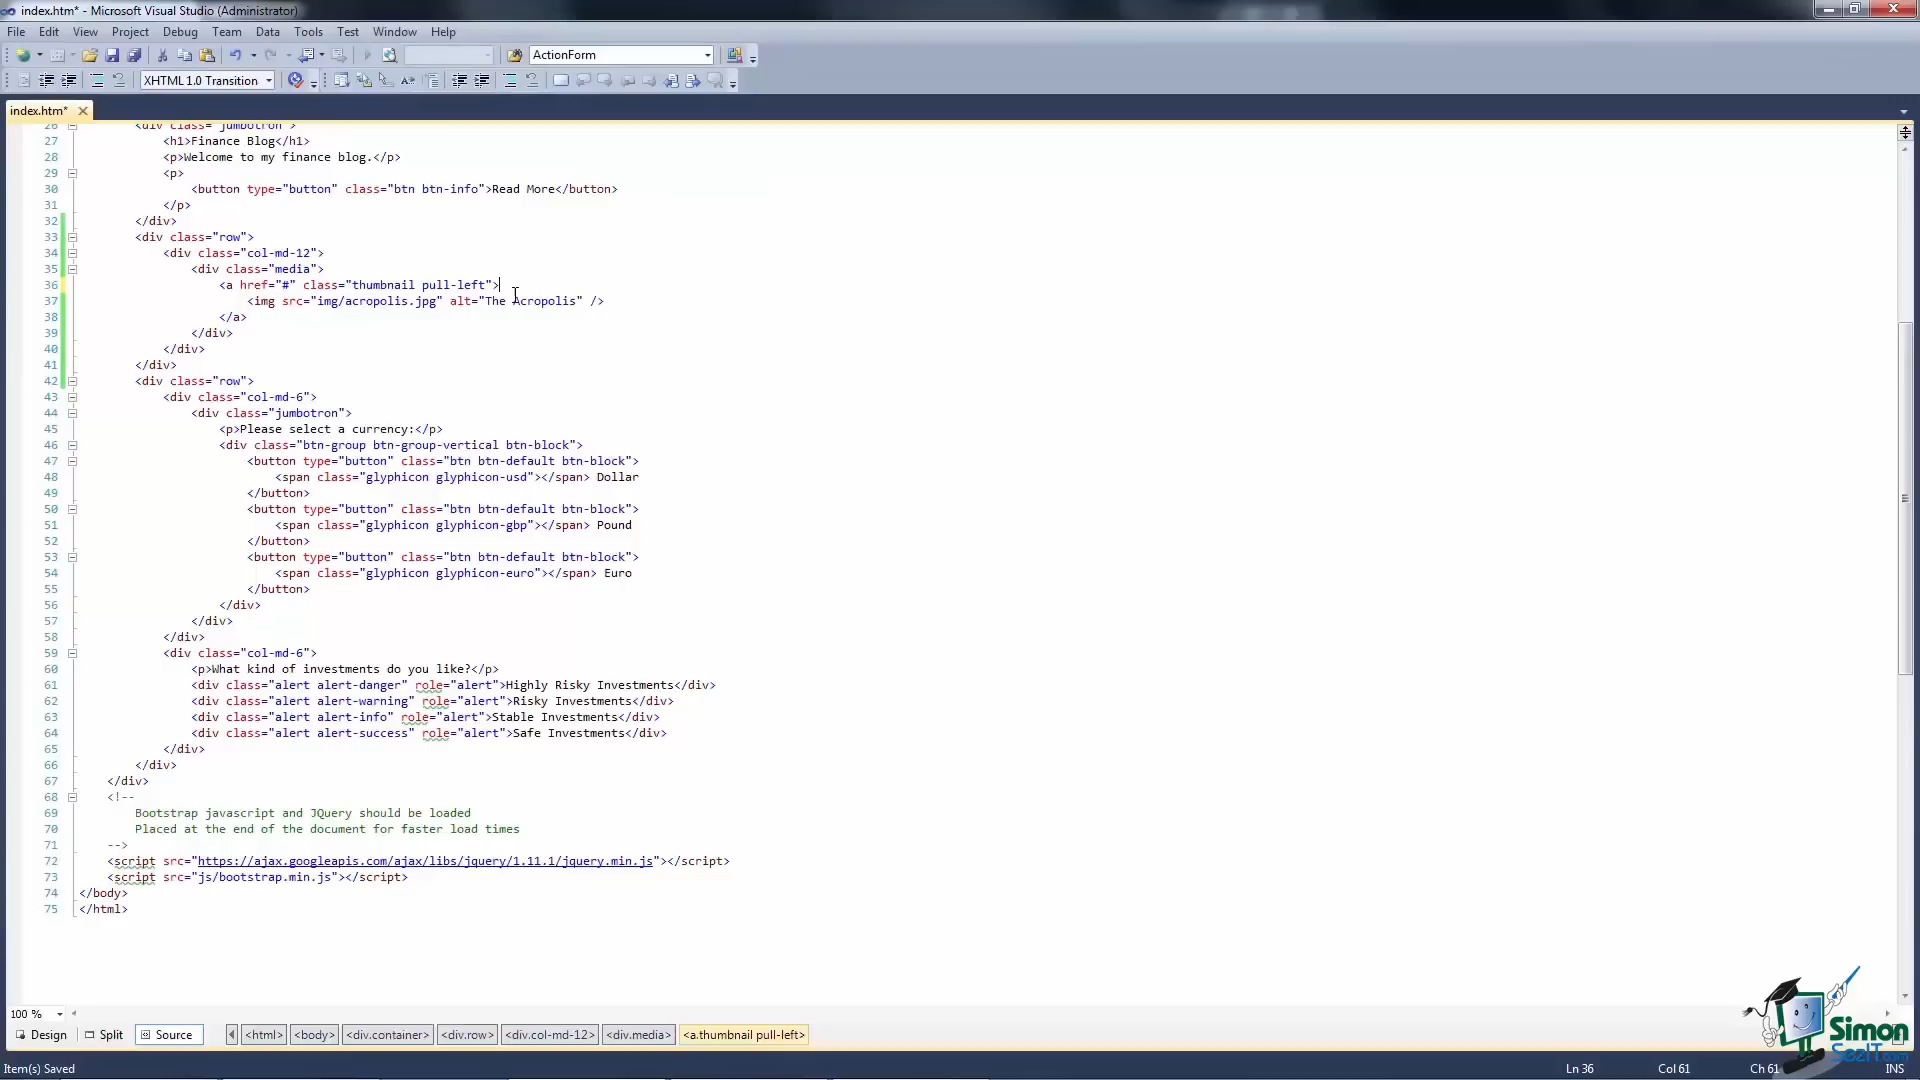 index.htm* - Microsoft Visual Studio (Administrator)
File Edit View Project Debug Team Data Tools Test Window Help
ActionForm
XHTML 1.0 Transition
index.htm*
26 <div class="jumbotron">
27 <h1>Finance Blog</h1>
28 <p>Welcome to my finance blog.</p>
29 <p>
30 <button type="button" class="btn btn-info">Read More</button>
31 </p>
32 </div>
33 <div class="row">
34 <div class="col-md-12">
35 <div class="media">
36 <a href="#" class="thumbnail pull-left">
37 <img src="img/acropolis.jpg" alt="The Acropolis" />
38 </a>
39 </div>
40 </div>
41 </div>
42 <div class="row">
43 <div class="col-md-6">
44 <div class="jumbotron">
45 <p>Please select a currency:</p>
46 <div class="btn-group btn-group-vertical btn-block">
47 <button type="button" class="btn btn-default btn-block">
48 <span class="glyphicon glyphicon-usd"></span> Dollar
49 </button>
50 <button type="button" class="btn btn-default btn-block">
51 <span class="glyphicon glyphicon-gbp"></span> Pound
52 </button>
53 <button type="button" class="btn btn-default btn-block">
54 <span class="glyphicon glyphicon-euro"></span> Euro
55 </button>
56 </div>
57 </div>
58 </div>
59 <div class="col-md-6">
60 <p>What kind of investments do you like?</p>
61 <div class="alert alert-danger" role="alert">Highly Risky Investments</div>
62 <div class="alert alert-warning" role="alert">Risky Investments</div>
63 <div class="alert alert-info" role="alert">Stable Investments</div>
64 <div class="alert alert-success" role="alert">Safe Investments</div>
65 </div>
66 </div>
67 </div>
68 <!--
69 Bootstrap javascript and JQuery should be loaded
70 Placed at the end of the document for faster load times
71 -->
72 <script src="https://ajax.googleapis.com/ajax/libs/jquery/1.11.1/jquery.min.js"></script>
73 <script src="js/bootstrap.min.js"></script>
74 </body>
75 </html>
100 %
Design Split Source <html> <body> <div.container> <div.row> <div.col-md-12> <div.media> <a.thumbnail pull-left>
Simon
SezIT.com
Item(s) Saved Ln 36 Col 61 Ch 61 INS